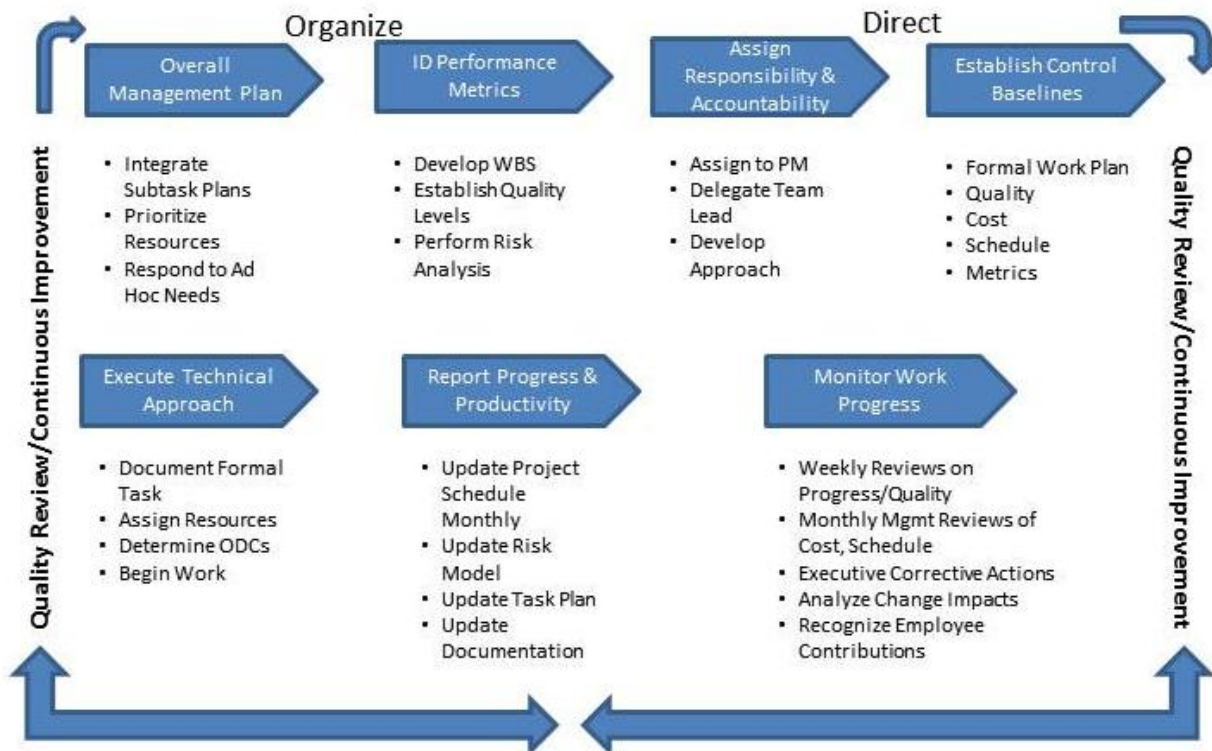 Organize
Direct
Overall
Management Plan
ID Performance
Metrics
Assign
Responsibility &
Accountability
Establish Control
Baselines
• Integrate
Subtask Plans
• Prioritize
Resources
• Respond to Ad
Hoc Needs
• Develop WBS
• Establish Quality
Levels
• Perform Risk
Analysis
• Assign to PM
• Delegate Team
Lead
• Develop
Approach
• Formal Work Plan
• Quality
• Cost
• Schedule
• Metrics
Quality Review/Continuous Improvement
Quality Review/Continuous Improvement
Execute Technical
Approach
Report Progress &
Productivity
Monitor Work
Progress
• Document Formal
Task
• Assign Resources
• Determine ODCs
• Begin Work
• Update Project
Schedule
Monthly
• Update Risk
Model
• Update Task Plan
• Update
Documentation
• Weekly Reviews on
Progress/Quality
• Monthly Mgmt Reviews of
Cost, Schedule
• Executive Corrective Actions
• Analyze Change Impacts
• Recognize Employee
Contributions